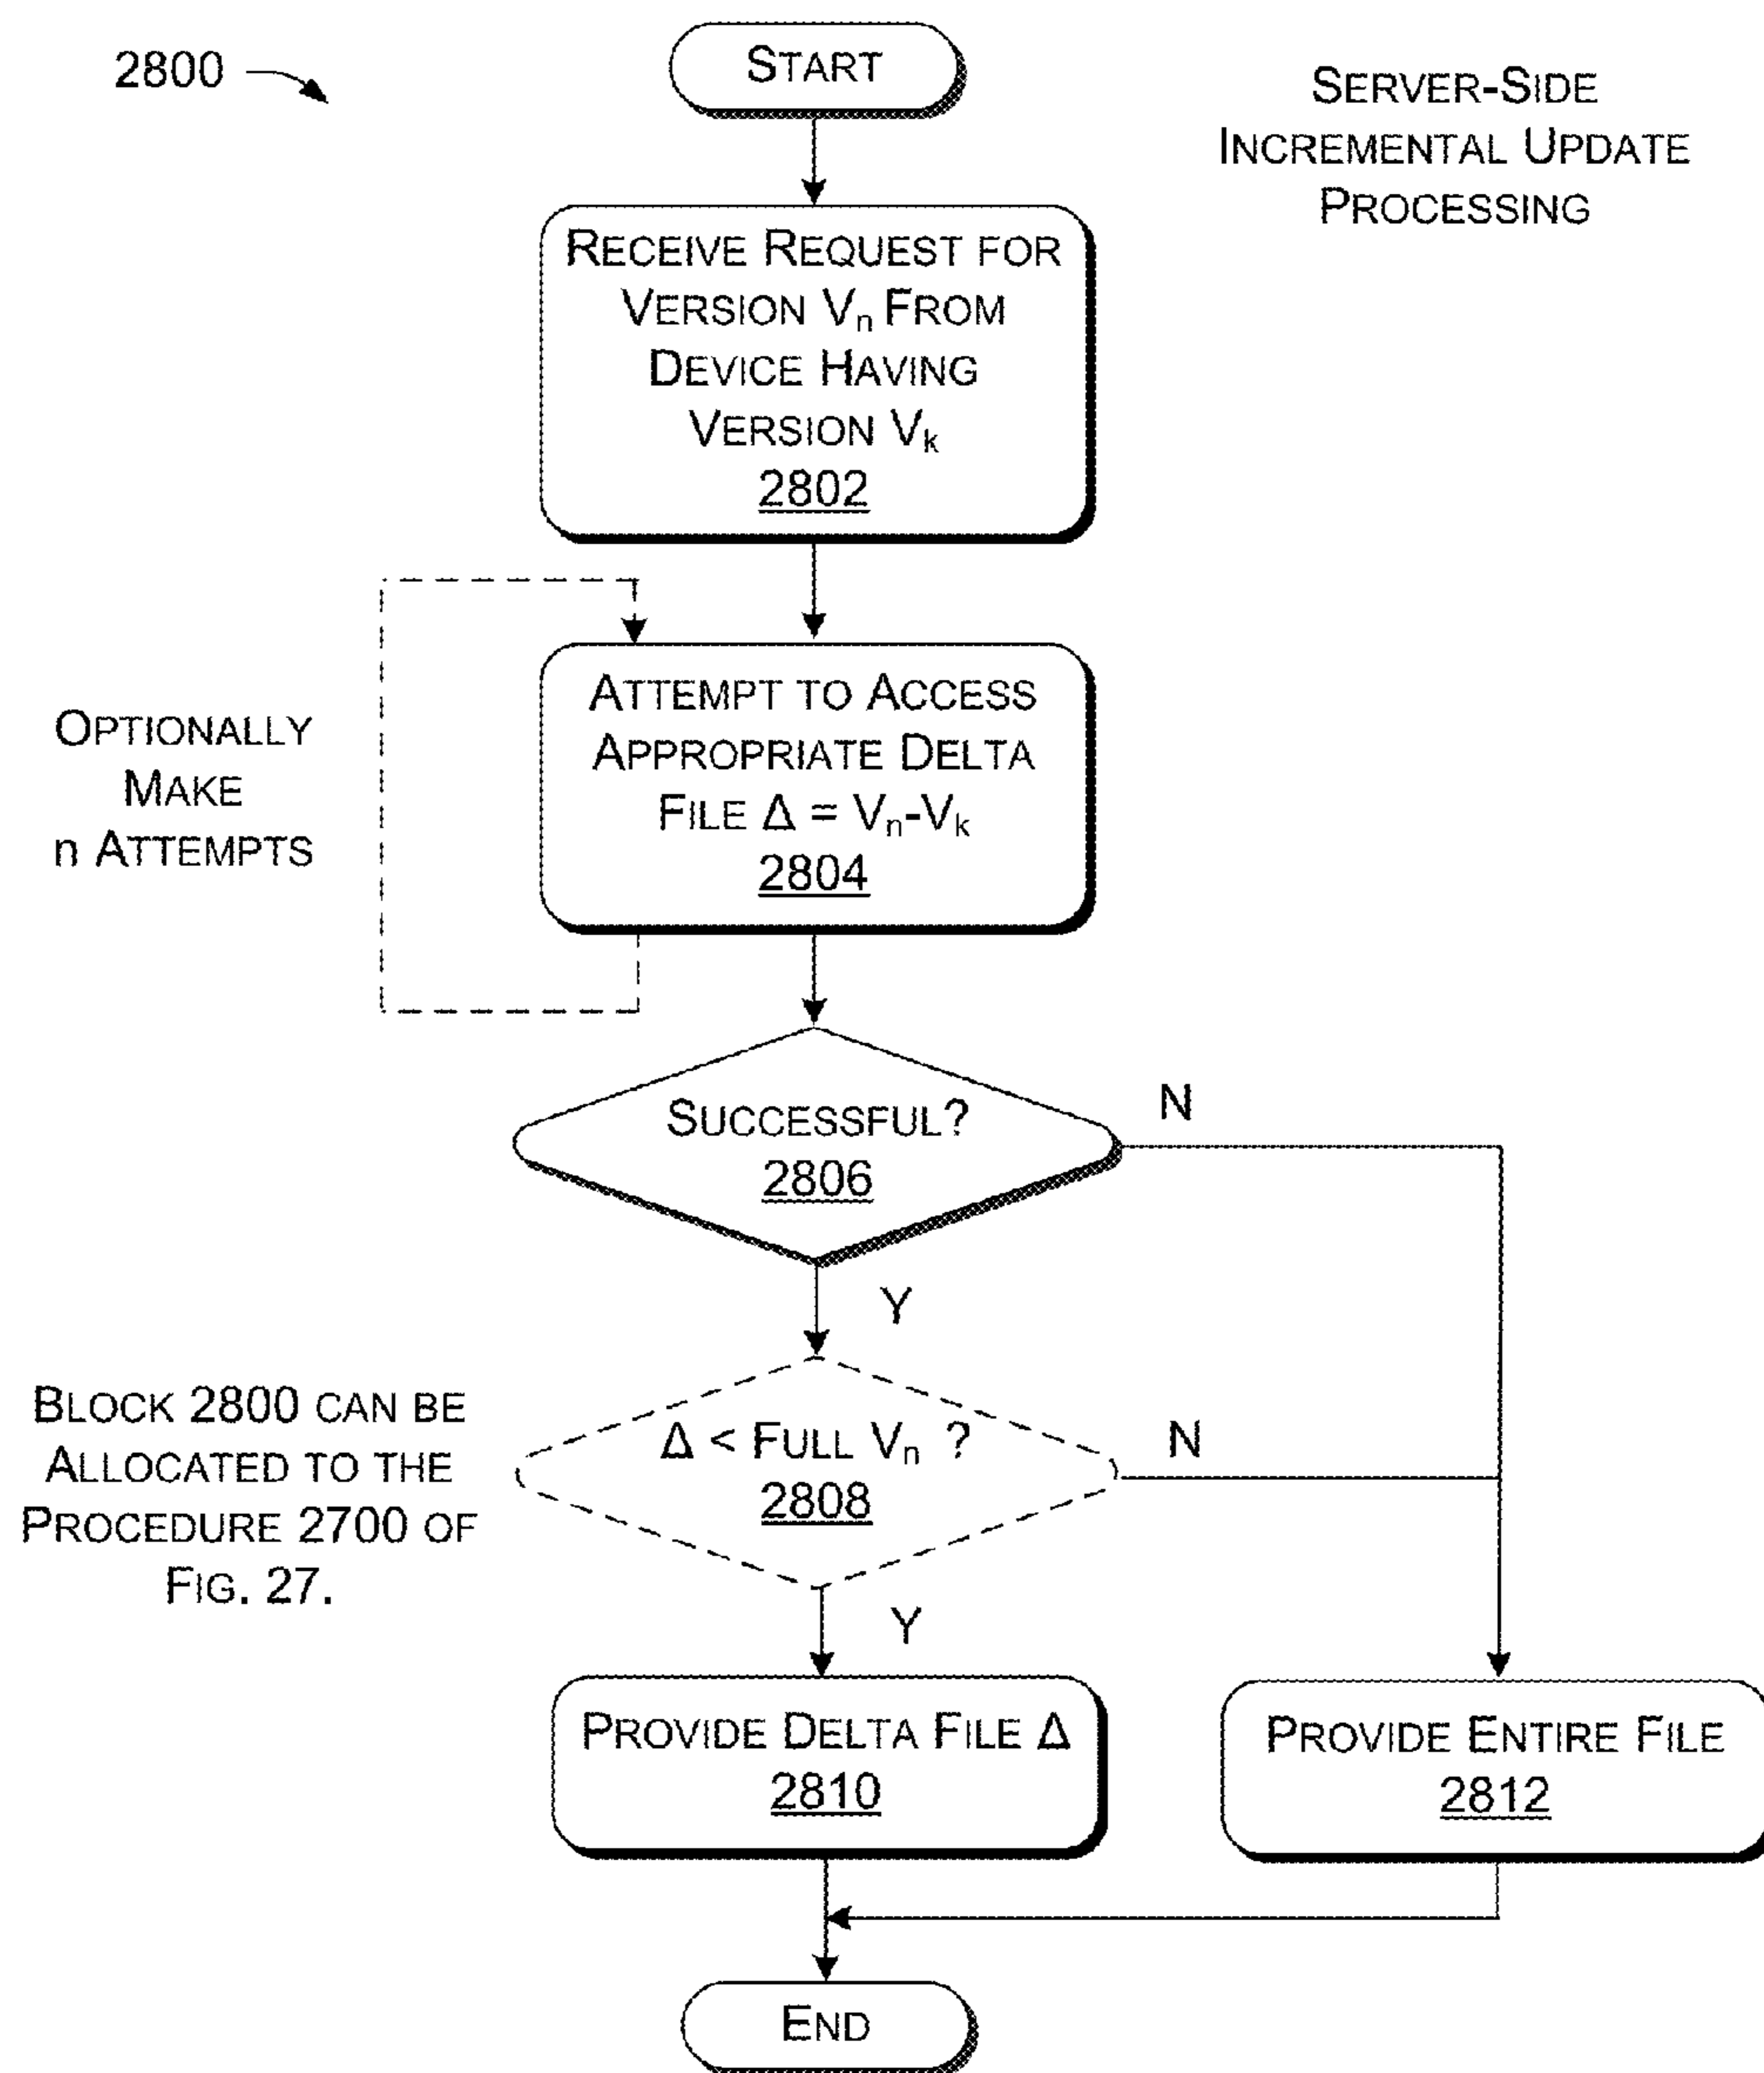 2800
START
SERVER-SIDE
INCREMENTAL UPDATE
PROCESSING
RECEIVE REQUEST FOR
VERSION Vn FROM
DEVICE HAVING
VERSION Vk
2802
OPTIONALLY
MAKE
n ATTEMPTS
ATTEMPT TO ACCESS
APPROPRIATE DELTA
FILE Δ = Vn-Vk
2804
SUCCESSFUL?
2806
N
Y
BLOCK 2800 CAN BE
ALLOCATED TO THE
PROCEDURE 2700 OF
FIG. 27.
Δ < FULL Vn ?
2808
N
Y
PROVIDE DELTA FILE Δ
2810
PROVIDE ENTIRE FILE
2812
END